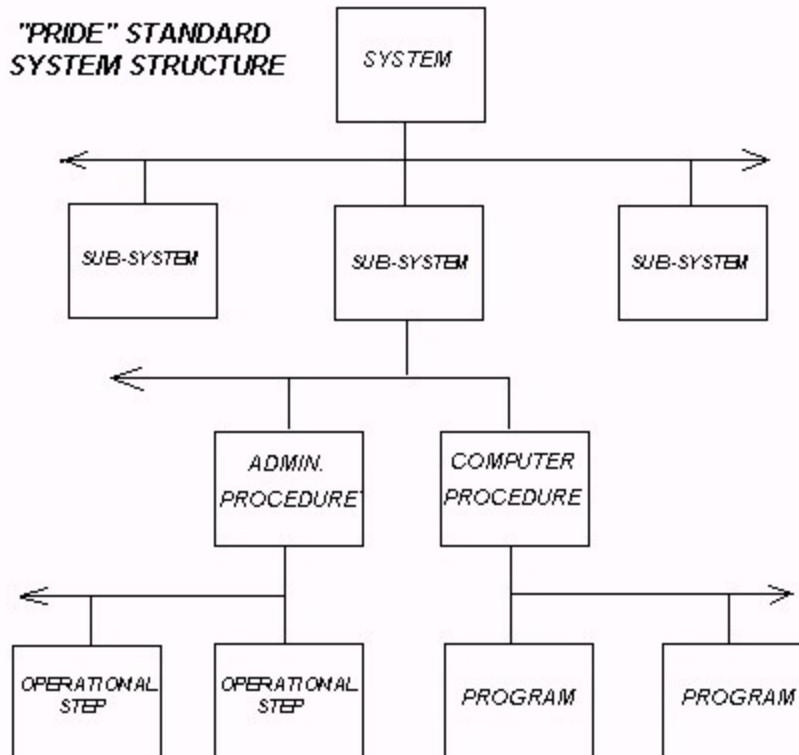 "PRIDE" STANDARD
SYSTEM STRUCTURE
SYSTEM
SUB-SYSTEM
SUB-SYSTEM
SUB-SYSTEM
ADMIN.
PROCEDURE
COMPUTER
PROCEDURE
OPERATIONAL
STEP
OPERATIONAL
STEP
PROGRAM
PROGRAM